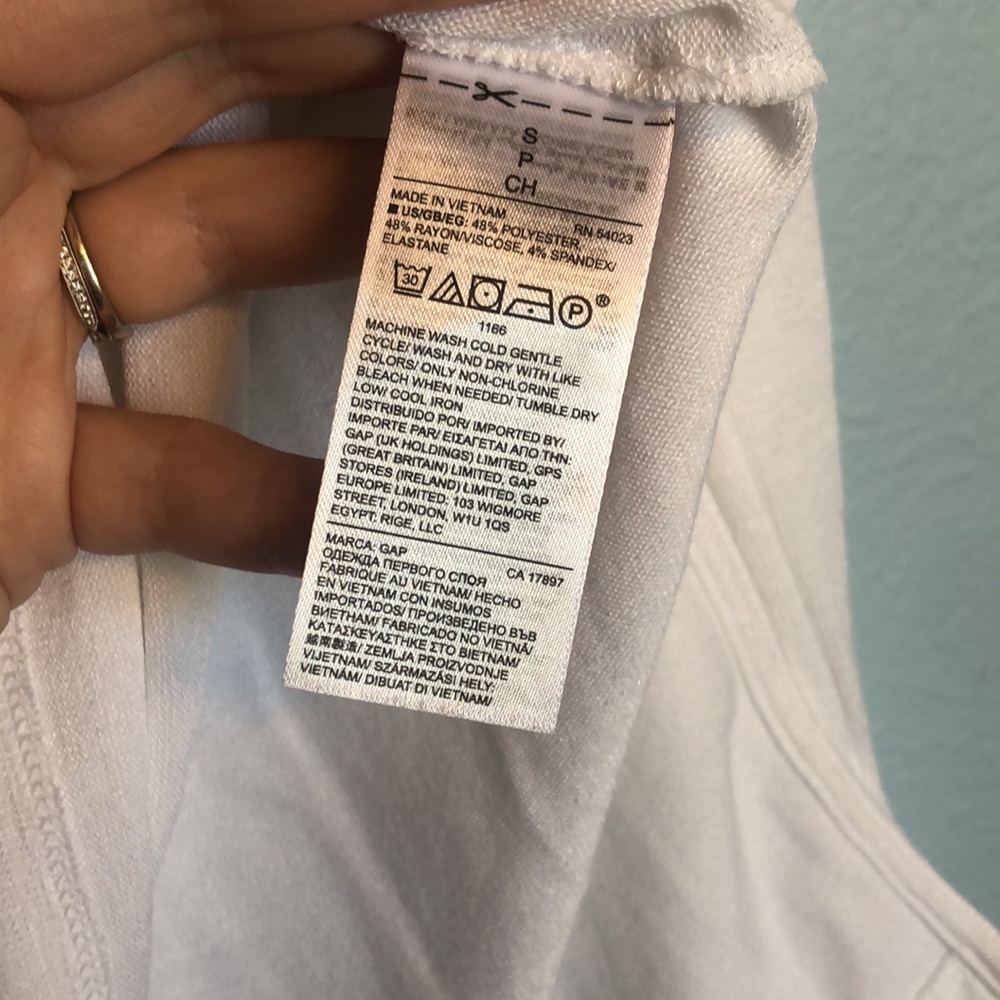 S
P
CH
MADE IN VIETNAM
RN 54023
US/GB/EG: 48% POLYESTER,
48% RAYON/VISCOSE, 4% SPANDEX/
ELASTANE
30
P
®
1166
MACHINE WASH COLD GENTLE
CYCLE/ WASH AND DRY WITH LIKE
COLORS/ ONLY NON-CHLORINE
BLEACH WHEN NEEDED/ TUMBLE DRY
LOW/ COOL IRON
DISTRIBUIDO POR/ IMPORTED BY/
IMPORTE PAR/ ΕΙΣΑΓΕΤΑΙ ΑΠΟ ΤΗΝ:
GAP (UK HOLDINGS) LIMITED, GPS
(GREAT BRITAIN) LIMITED, GAP
STORES (IRELAND) LIMITED, GAP
EUROPE LIMITED; 103 WIGMORE
STREET, LONDON, W1U 1QS
EGYPT: RIGE, LLC
MARCA: GAP
CA 17897
ОДЕЖДА ПЕРВОГО СЛОЯ
FABRIQUE AU VIETNAM/ HECHO
EN VIETNAM CON INSUMOS
IMPORTADOS/ ПРОИЗВЕДЕНО ВЪВ
ВИЕТНАМ/ FABRICADO NO VIETNÃ/
ΚΑΤΑΣΚΕΥΑΣΤΗΚΕ ΣΤΟ ΒΙΕΤΝΑΜ/
越南製造/ ZEMLJA PROIZVODNJE
VIJETNAM/ SZÁRMAZÁSI HELY:
VIETNÁM/ DIBUAT DI VIETNAM/